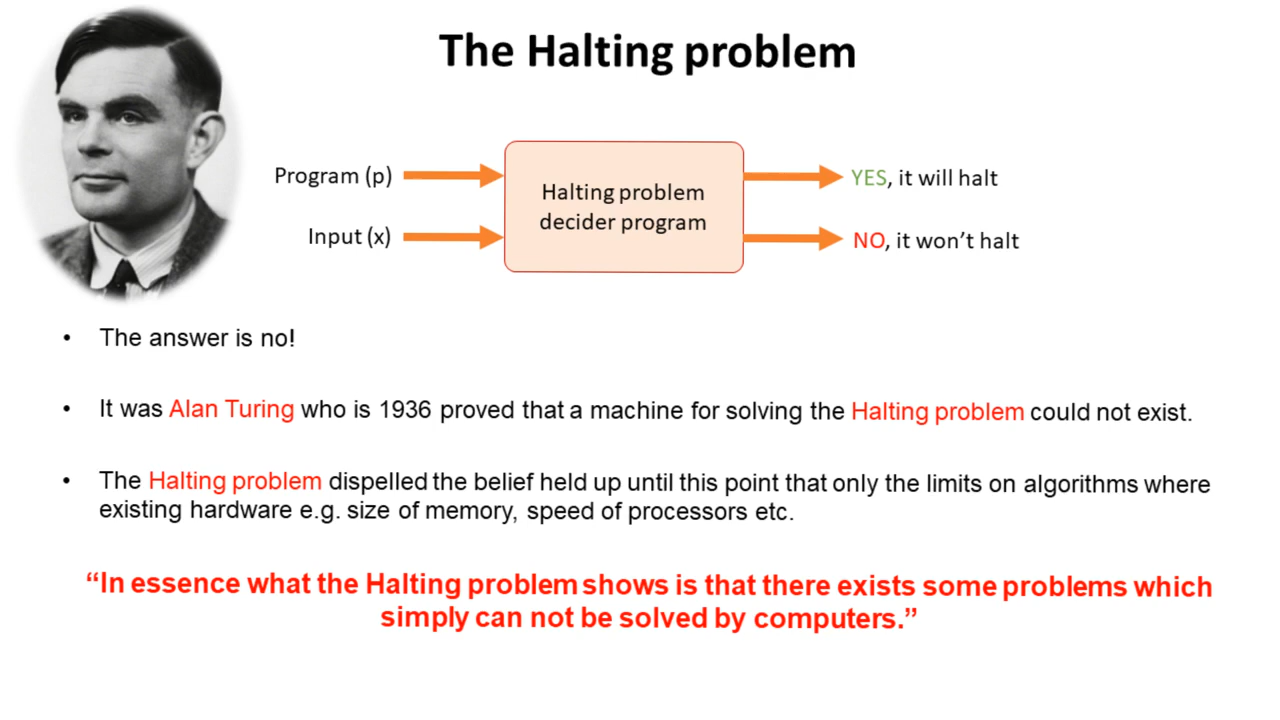 The Halting problem
Program (p)
Input (x)
Halting problem
decider program
YES, it will halt
NO, it won't halt
• The answer is no!
• It was Alan Turing who is 1936 proved that a machine for solving the Halting problem could not exist.
• The Halting problem dispelled the belief held up until this point that only the limits on algorithms where
existing hardware e.g. size of memory, speed of processors etc.
“In essence what the Halting problem shows is that there exists some problems which
simply can not be solved by computers.”